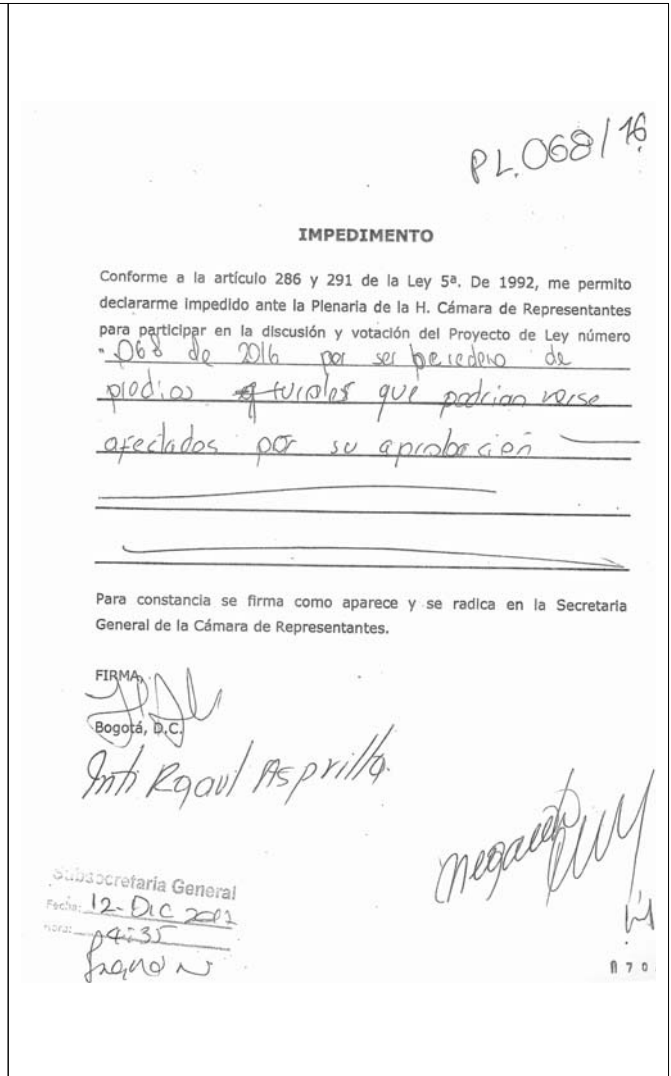 PL.068/16
IMPEDIMENTO
Conforme a la artículo 286 y 291 de la Ley 5ª. De 1992, me permito
declararme impedido ante la Plenaria de la H. Cámara de Representantes
para participar en la discusión y votación del Proyecto de Ley número
068 de 2016 por ser heredero de
predios rurales que podrian verse
afectados por su aprobación
Para constancia se firma como aparece y se radica en la Secretaria
General de la Cámara de Representantes.
FIRMA,
Bogotá, D.C.
Inti Raaul Asprilla.
Negado
Subsecretaria General
Fecha: 12-Dic
Hora: 04:35